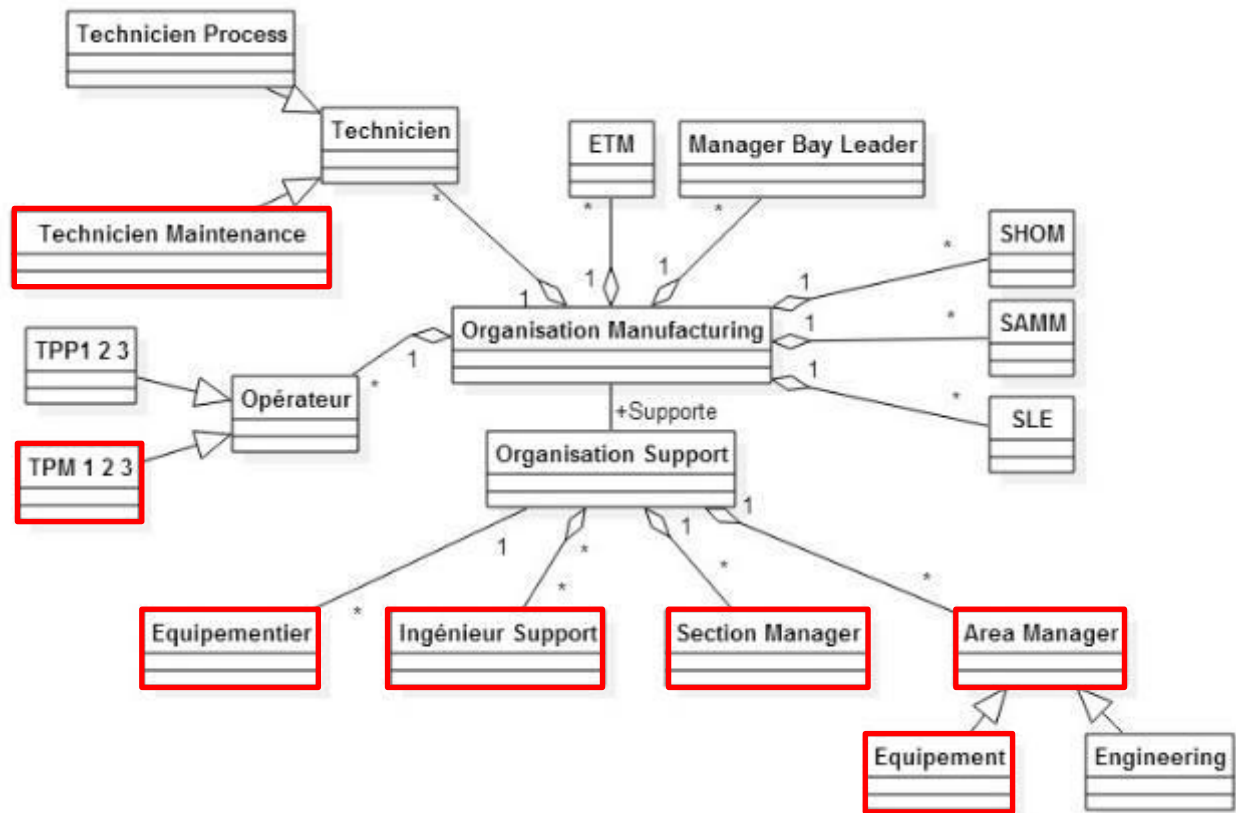 Technicien Process
Technicien
ETM
Manager Bay Leader
*
*
*
Technicien Maintenance
SHOM
*
1
1
1
1
Organisation Manufacturing
1
*
SAMM
TPP1 2 3
1
*
Opérateur
1
*
SLE
+Supporte
TPM 1 2 3
Organisation Support
1
*
1
1
*
*
*
*
Equipementier
Ingénieur Support
Section Manager
Area Manager
Equipement
Engineering